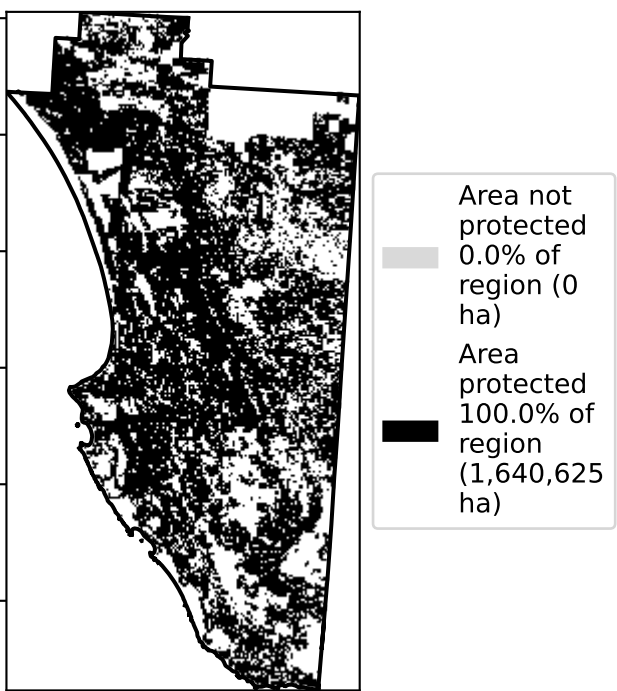 Area not
protected
0.0% of
region (0
ha)
Area
protected
100.0% of
region
(1,640,625
ha)